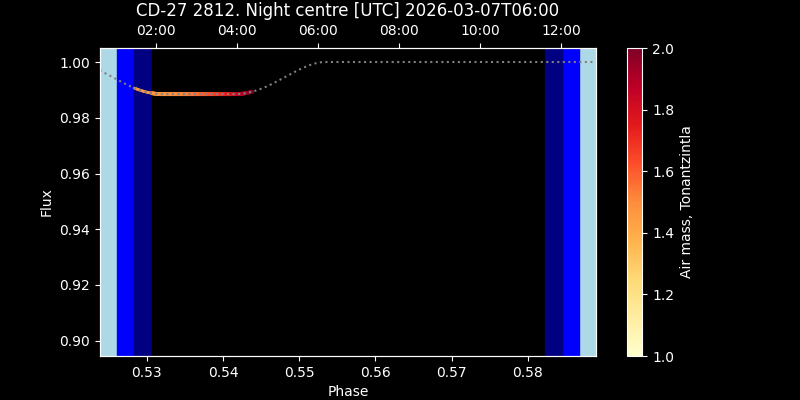 CD-27 2812. Night centre [UTC] 2026-03-07T06:00
02:00 04:00 06:00 08:00 10:00 12:00
1.00
0.98
0.96
0.94
0.92
0.90
Flux
0.53 0.54 0.55 0.56 0.57 0.58
Phase
2.0
1.8
1.6
1.4
1.2
1.0
Air mass, Tonantzintla